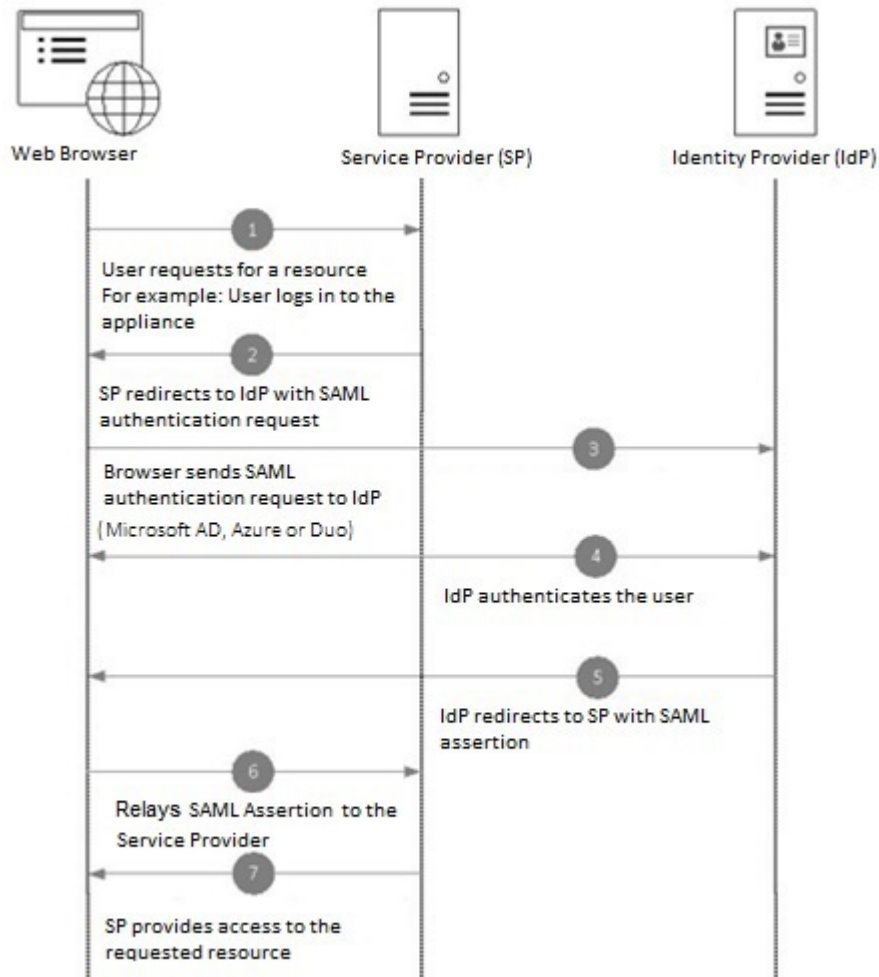 Web Browser
Service Provider (SP)
Identity Provider (IdP)
1
User requests for a resource
For example: User logs in to the
appliance
2
SP redirects to IdP with SAML
authentication request
3
Browser sends SAML
authentication request to IdP
(Microsoft AD, Azure or Duo)
4
IdP authenticates the user
5
IdP redirects to SP with SAML
assertion
6
Relays SAML Assertion to the
Service Provider
7
SP provides access to the
requested resource